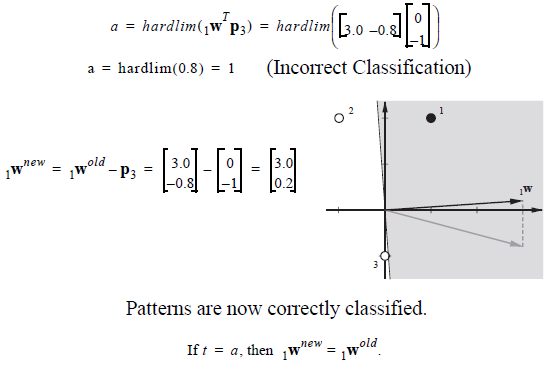 a = hardlim(₁wᵀp₃) = hardlim([3.0 –0.8][0 –1])
a = hardlim(0.8) = 1 (Incorrect Classification)
2 1
₁wⁿᵉʷ = ₁wᵒˡᵈ – p₃ = [3.0 –0.8] – [0 –1] = [3.0 0.2]
₁w
3
Patterns are now correctly classified.
If t = a, then ₁wⁿᵉʷ = ₁wᵒˡᵈ.